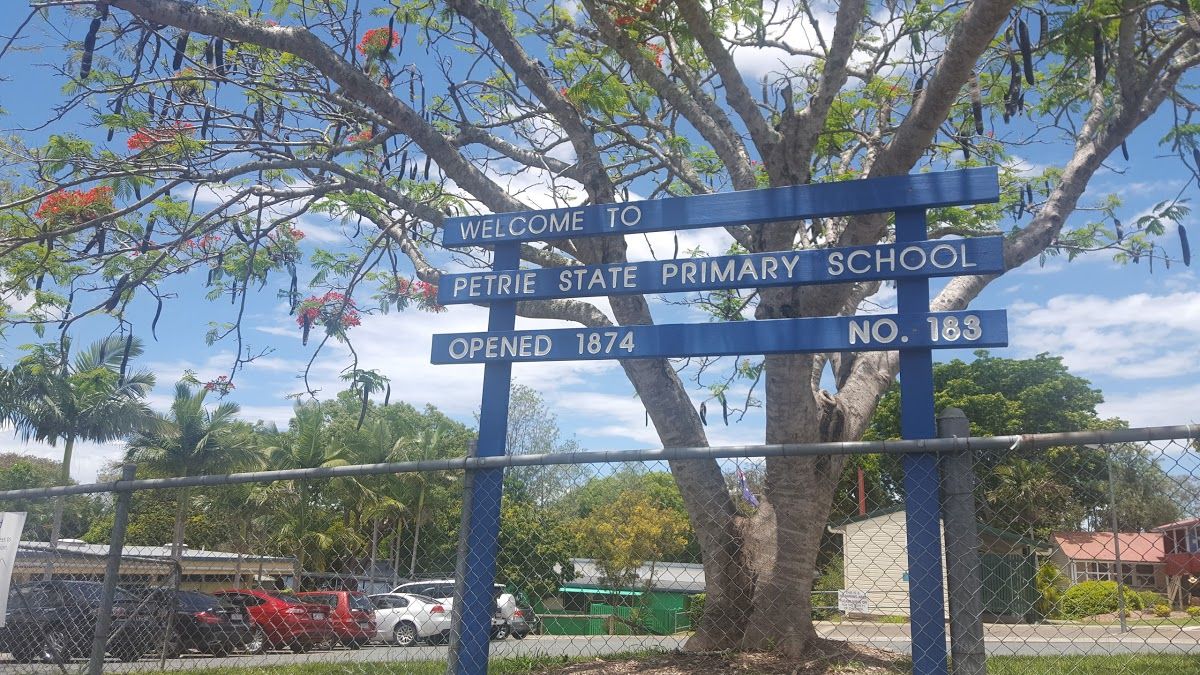 WELCOME TO
PETRIE STATE PRIMARY SCHOOL
OPENED 1874 NO. 183